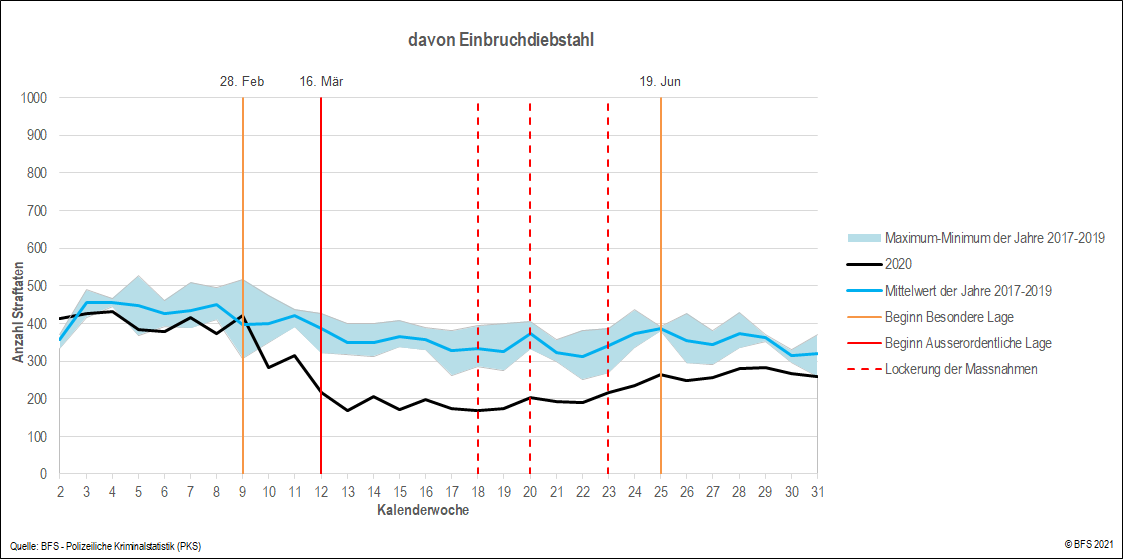 davon Einbruchdiebstahl
28. Feb 16. Mär 19. Jun
1000
900
800
700
600
500
400
300
200
100
0
Anzahl Straftaten
2 3 4 5 6 7 8 9 10 11 12 13 14 15 16 17 18 19 20 21 22 23 24 25 26 27 28 29 30 31
Kalenderwoche
Maximum-Minimum der Jahre 2017-2019
2020
Mittelwert der Jahre 2017-2019
Beginn Besondere Lage
Beginn Ausserordentliche Lage
Lockerung der Massnahmen
Quelle: BFS - Polizeiliche Kriminalstatistik (PKS)
© BFS 2021